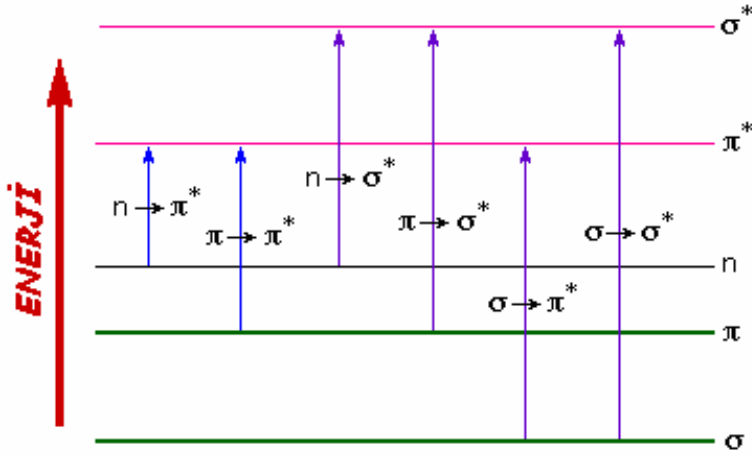 σ*
π*
n → σ*
n → π*
π → σ*
π → π*
σ → σ*
n
σ → π*
π
σ
ENERJİ